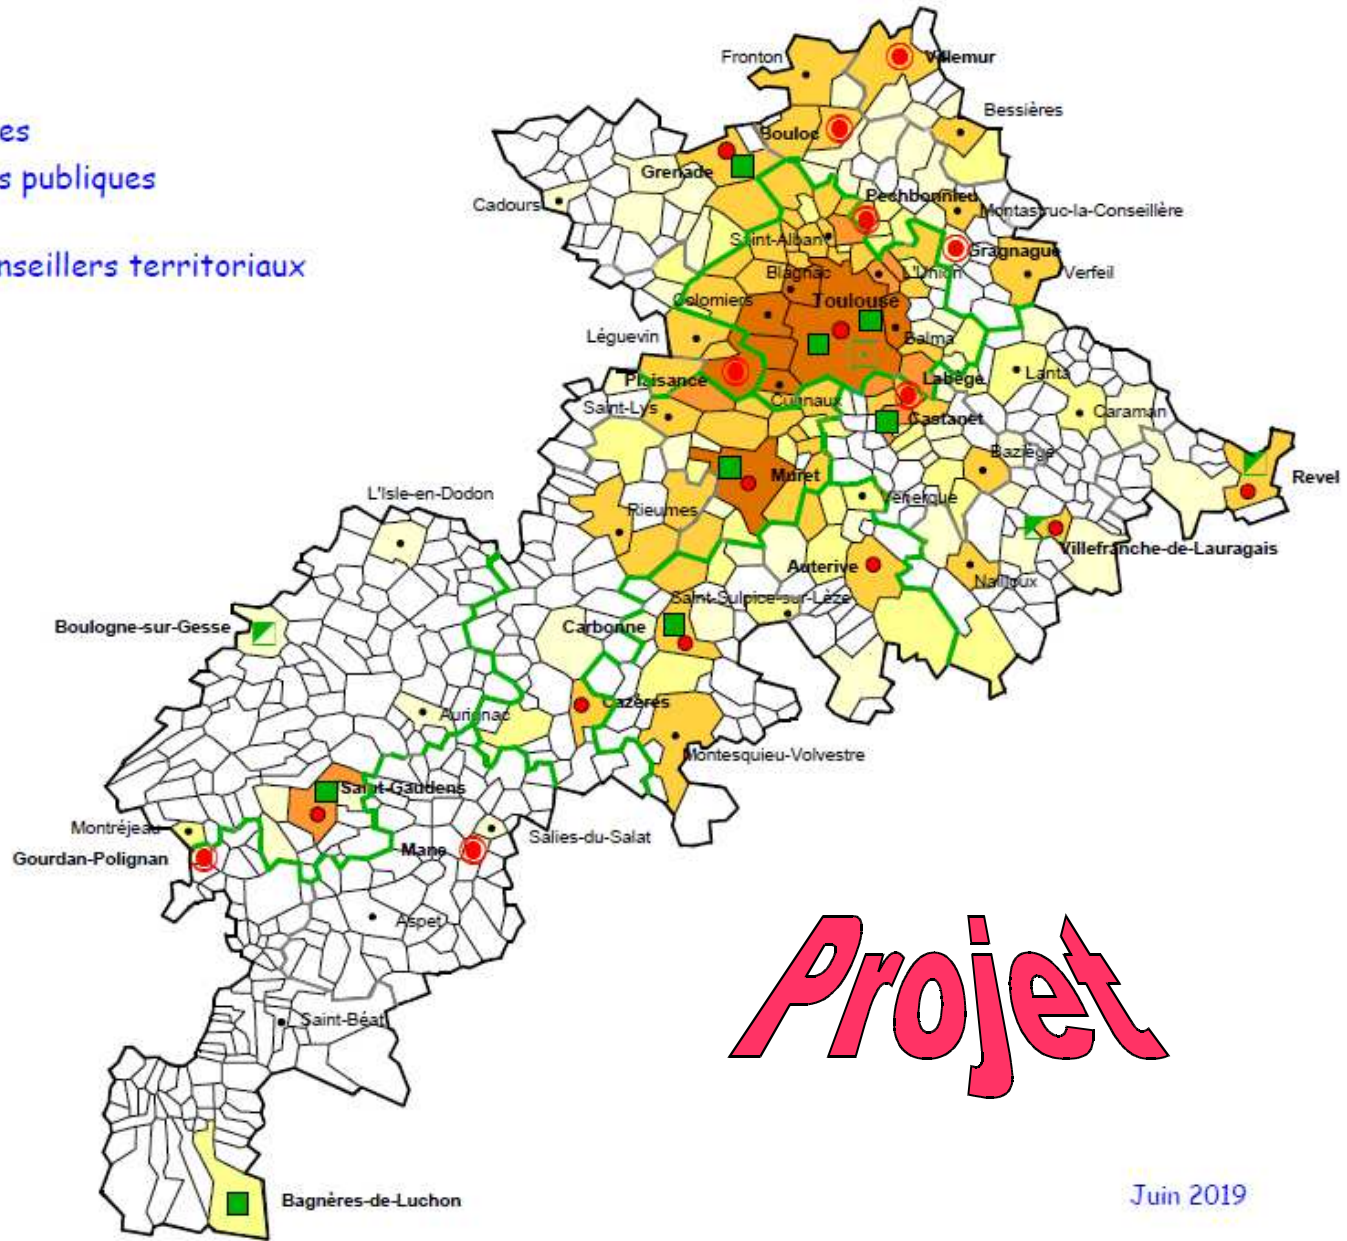 es
s publiques
nseillers territoriaux
Fronton
Villemur
Bessières
Bouloc
Grenade
Pechbonnieu
Cadours
Montastruc-la-Conseillère
Saint-Alban
Gragnague
Blagnac
L'Union
Verfeil
Colomiers
Toulouse
Léguevin
Balma
Plaisance
Labège
Lanta
Cugnaux
Saint-Lys
Castanet
Caraman
Baziège
Muret
Revel
L'Isle-en-Dodon
Venerque
Rieumes
Villefranche-de-Lauragais
Auterive
Nailloux
Saint-Sulpice-sur-Lèze
Boulogne-sur-Gesse
Carbonne
Cazères
Aurignac
Montesquieu-Volvestre
Saint-Gaudens
Montréjeau
Salies-du-Salat
Mane
Gourdan-Polignan
Aspet
Saint-Béat
Projet
Bagnères-de-Luchon
Juin 2019